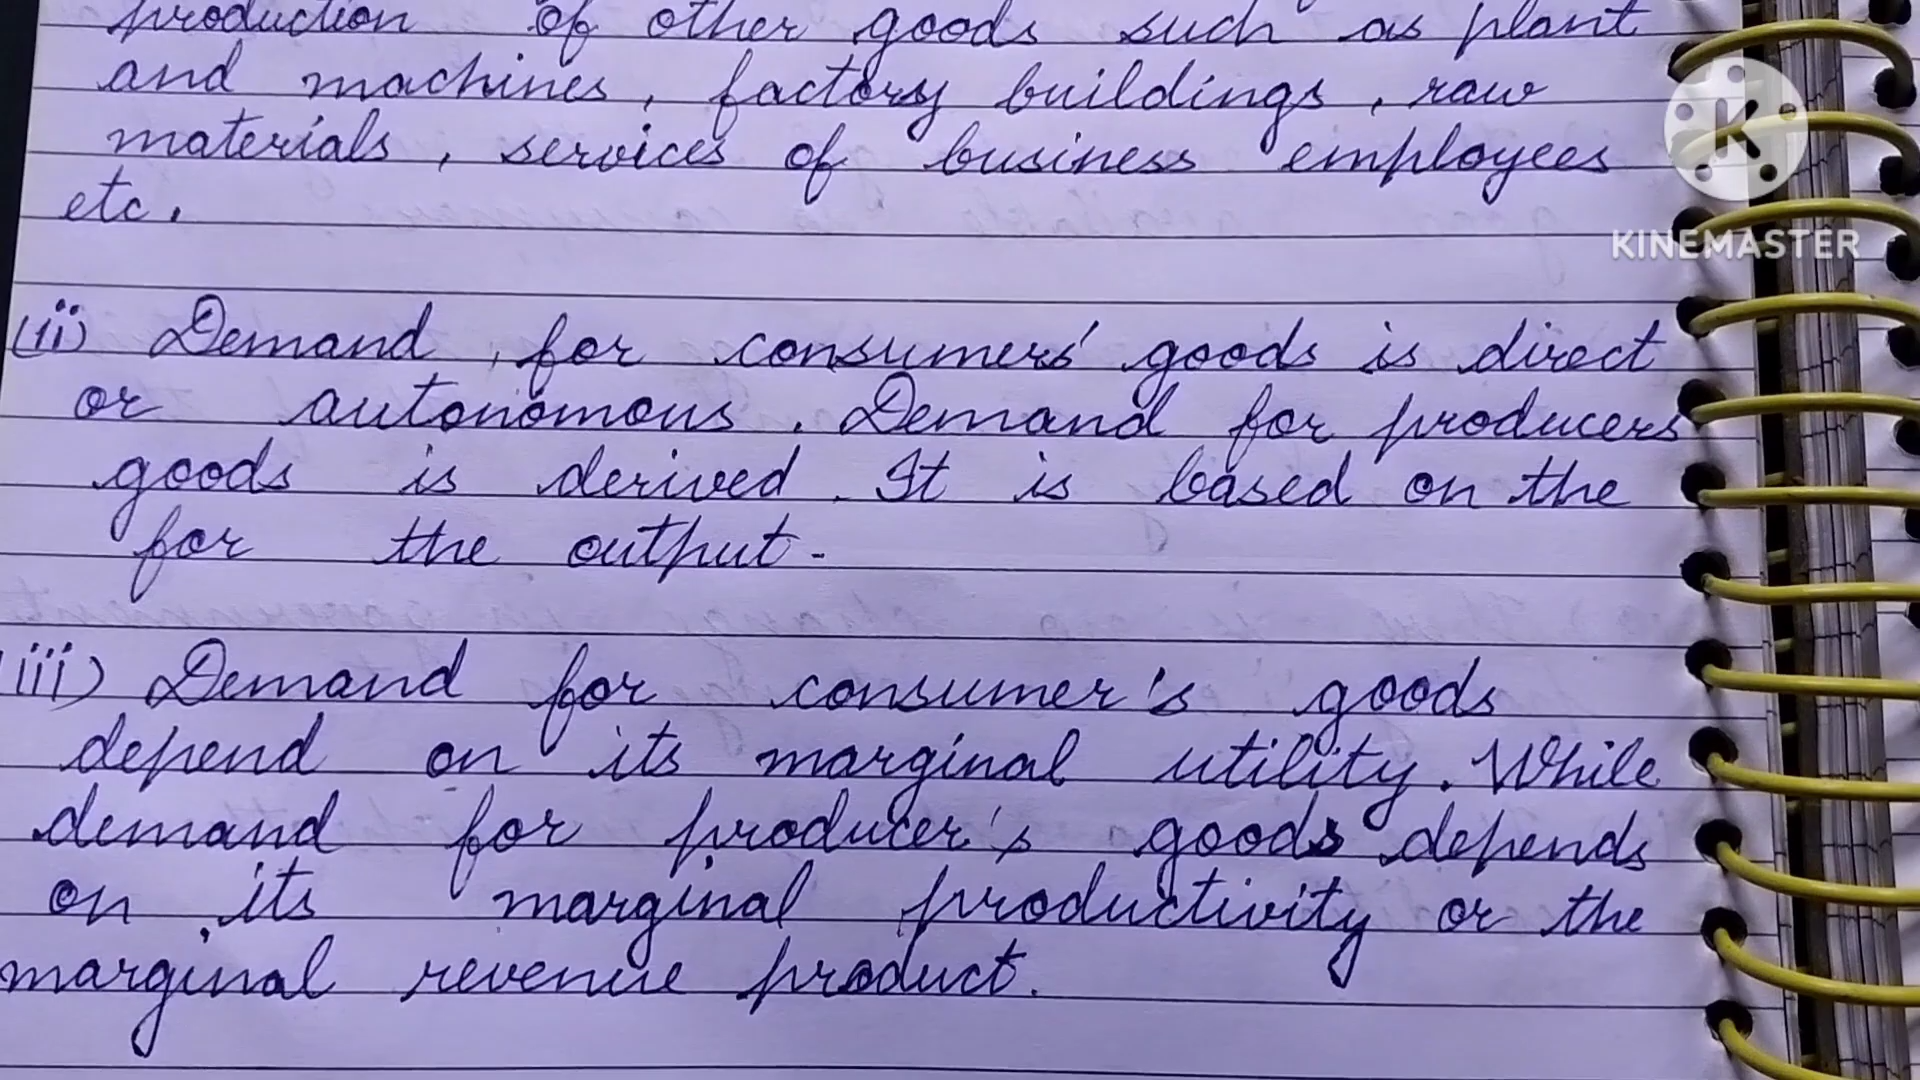 production of other goods such as plant
and machines, factory buildings, raw
materials, services of business employees
etc.
KINEMASTER
(ii) Demand for consumers' goods is direct
or autonomous. Demand for producers
goods is derived. It is based on the
for the output.
iii) Demand for consumer's goods
depend on its marginal utility. While
demand for producer's goods depends
on its marginal productivity or the
marginal revenue product.